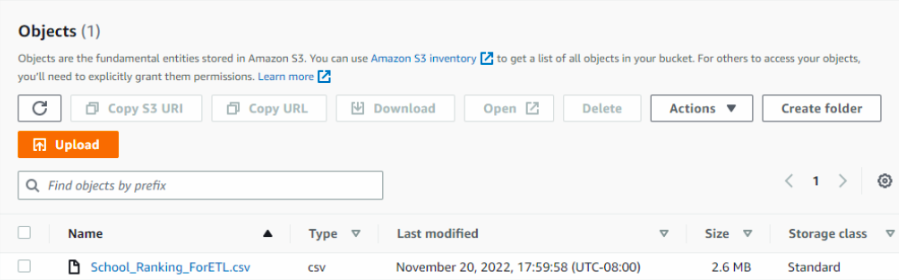 Objects (1)
Objects are the fundamental entities stored in Amazon S3. You can use Amazon S3 inventory to get a list of all objects in your bucket. For others to access your objects,
you'll need to explicitly grant them permissions. Learn more
Copy S3 URI Copy URL Download Open Delete Actions Create folder
Upload
Find objects by prefix 1
Name Type Last modified Size Storage class
School_Ranking_ForETL.csv csv November 20, 2022, 17:59:58 (UTC-08:00) 2.6 MB Standard